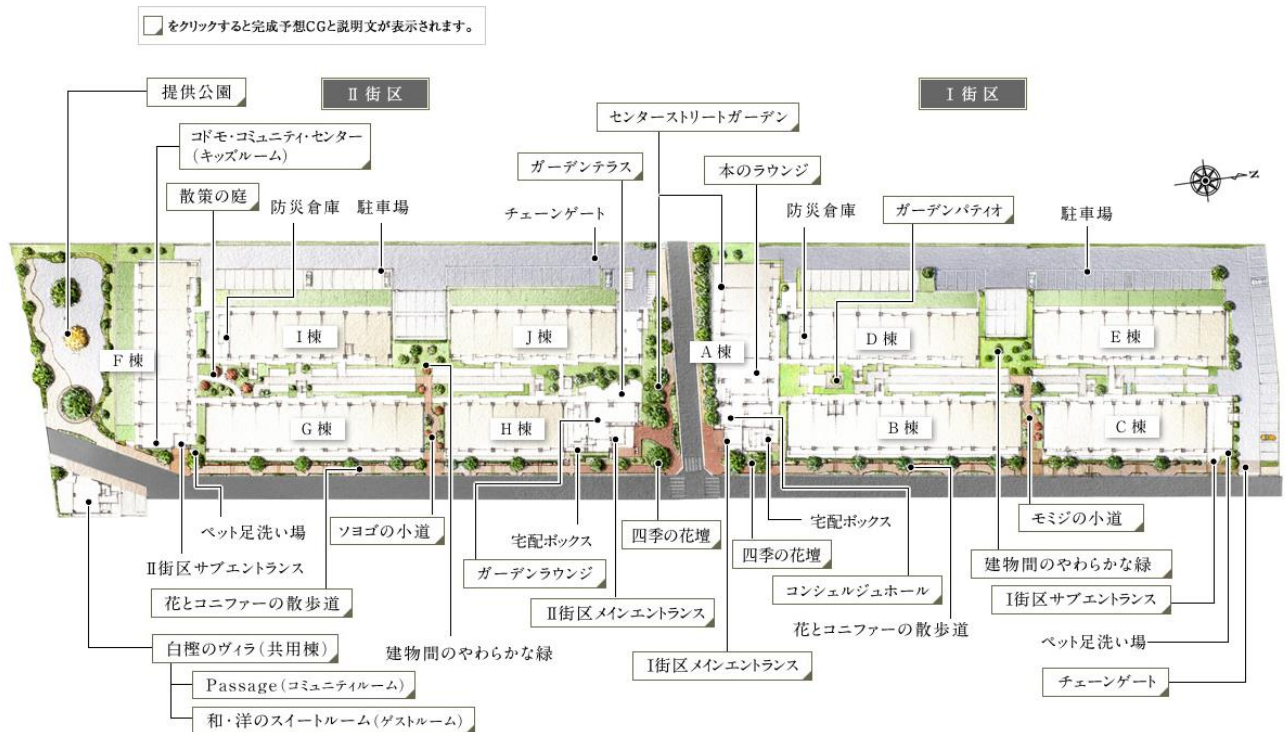 をクリックすると完成予想CGと説明文が表示されます。
提供公園
Ⅱ街区
Ⅰ街区
センターストリートガーデン
コドモ・コミュニティ・センター
(キッズルーム)
ガーデンテラス
本のラウンジ
散策の庭
防災倉庫
駐車場
チェーンゲート
防災倉庫
ガーデンパティオ
駐車場
N
F棟
I棟
J棟
A棟
D棟
E棟
G棟
H棟
B棟
C棟
ペット足洗い場
ソヨゴの小道
宅配ボックス
四季の花壇
宅配ボックス
モミジの小道
Ⅱ街区サブエントランス
ガーデンラウンジ
四季の花壇
建物間のやわらかな緑
花とコニファーの散歩道
Ⅱ街区メインエントランス
コンシェルジュホール
Ⅰ街区サブエントランス
白樫のヴィラ(共用棟)
建物間のやわらかな緑
Ⅰ街区メインエントランス
花とコニファーの散歩道
ペット足洗い場
Passage(コミュニティルーム)
チェーンゲート
和・洋のスイートルーム(ゲストルーム)